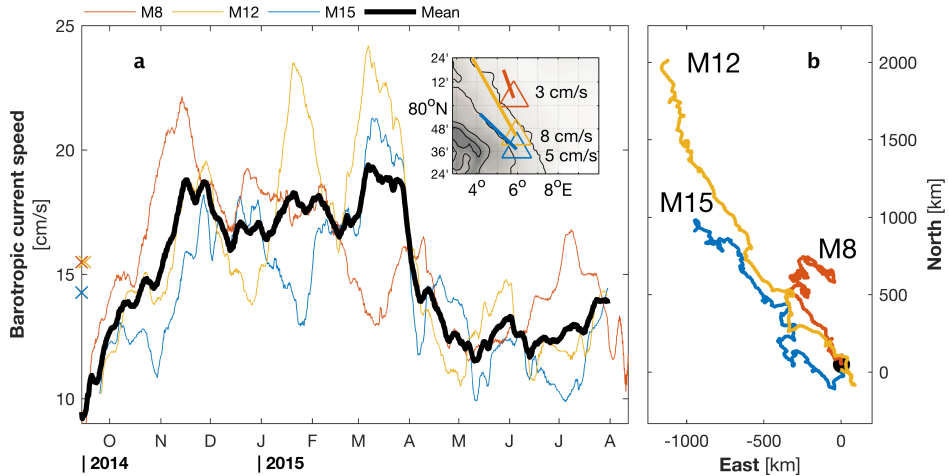 M8 M12 M15 Mean
a
25
20
15
10
Barotropic current speed
[cm/s]
O N D J F M A M J J A
| 2014 | 2015
24'
12'
80°N
48'
36'
24'
4° 6° 8°E
3 cm/s
8 cm/s
5 cm/s
b
M12
M15
M8
2000
1500
1000
500
0
North [km]
-1000 -500 0
East [km]